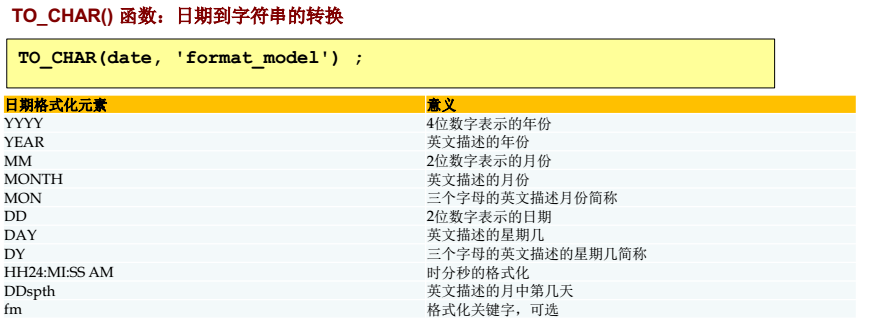 TO_CHAR() 函数：日期到字符串的转换
TO_CHAR(date, 'format_model') ;
日期格式化元素 意义
YYYY 4位数字表示的年份
YEAR 英文描述的年份
MM 2位数字表示的月份
MONTH 英文描述的月份
MON 三个字母的英文描述月份简称
DD 2位数字表示的日期
DAY 英文描述的星期几
DY 三个字母的英文描述的星期几简称
HH24:MI:SS AM 时分秒的格式化
DDspth 英文描述的月中第几天
fm 格式化关键字，可选